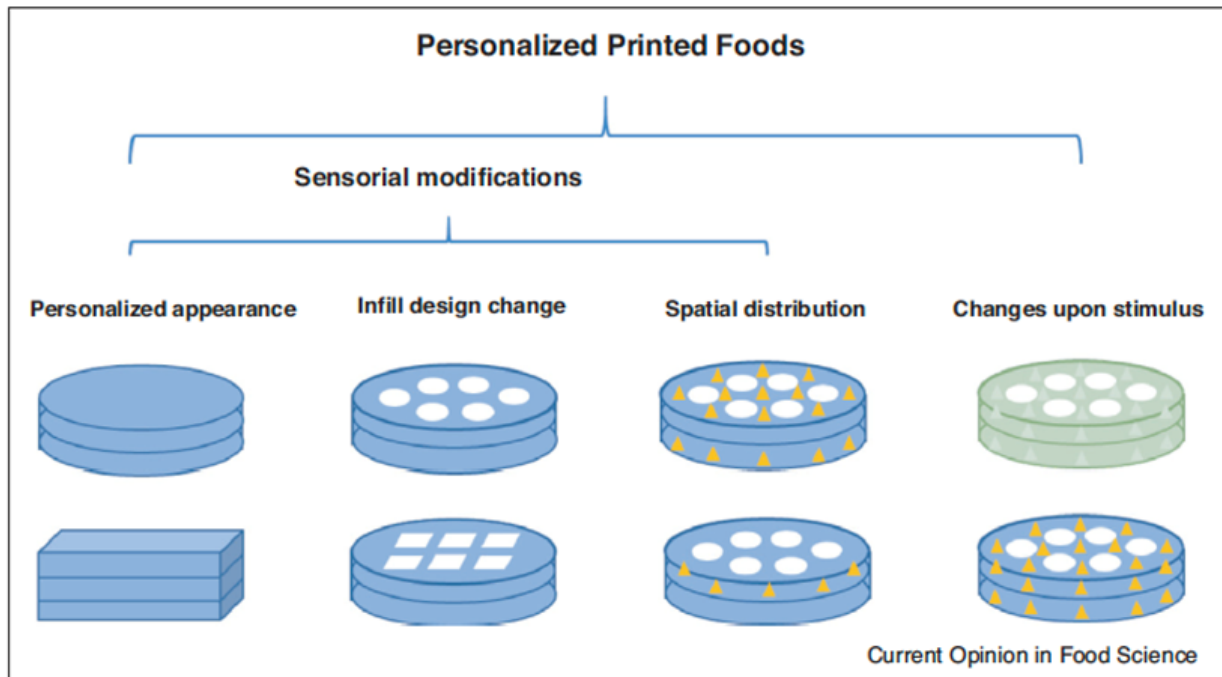 Personalized Printed Foods
Sensorial modifications
Personalized appearance
Infill design change
Spatial distribution
Changes upon stimulus
Current Opinion in Food Science